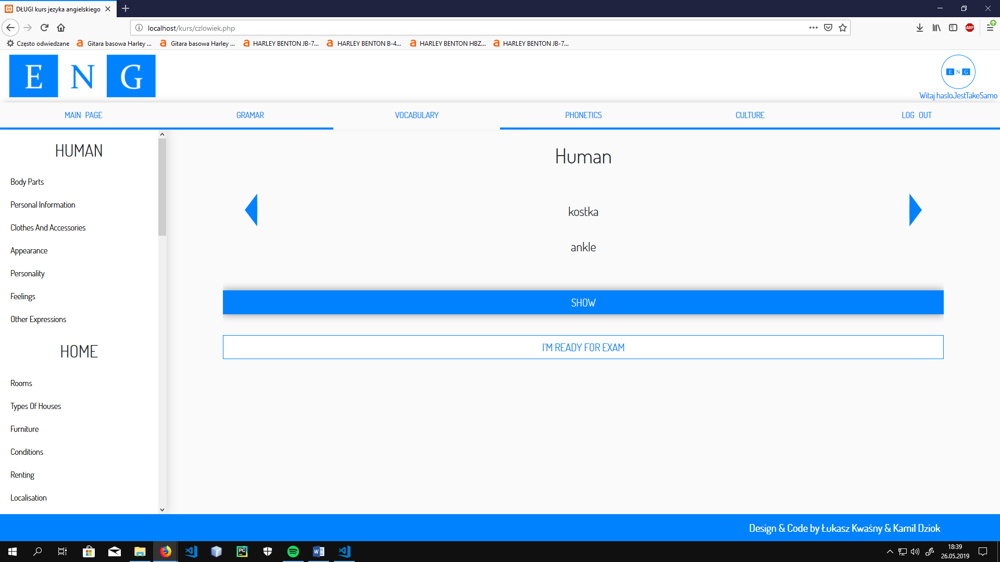 DŁUGI kurs jezyka angielskiego
localhost/kurs/czlowiek.php
ABP
Często odwiedzane
Gitara basowa Harley ...
Gitara basowa Harley ...
HARLEY BENTON JB-7...
HARLEY BENTON B-4...
HARLEY BENTON HBZ...
HARLEY BENTON JB-7...
E N G
E N G
Witaj hasloJestTakeSamo
MAIN PAGE
GRAMAR
VOCABULARY
PHONETICS
CULTURE
LOG OUT
HUMAN
Body Parts
Personal Information
Clothes And Accessories
Appearance
Personality
Feelings
Other Expressions
HOME
Rooms
Types Of Houses
Furniture
Conditions
Renting
Localisation
Human
kostka
ankle
SHOW
I'M READY FOR EXAM
Design & Code by Łukasz Kwaśny & Kamil Dziok
PC
W
18:39
26.05.2019